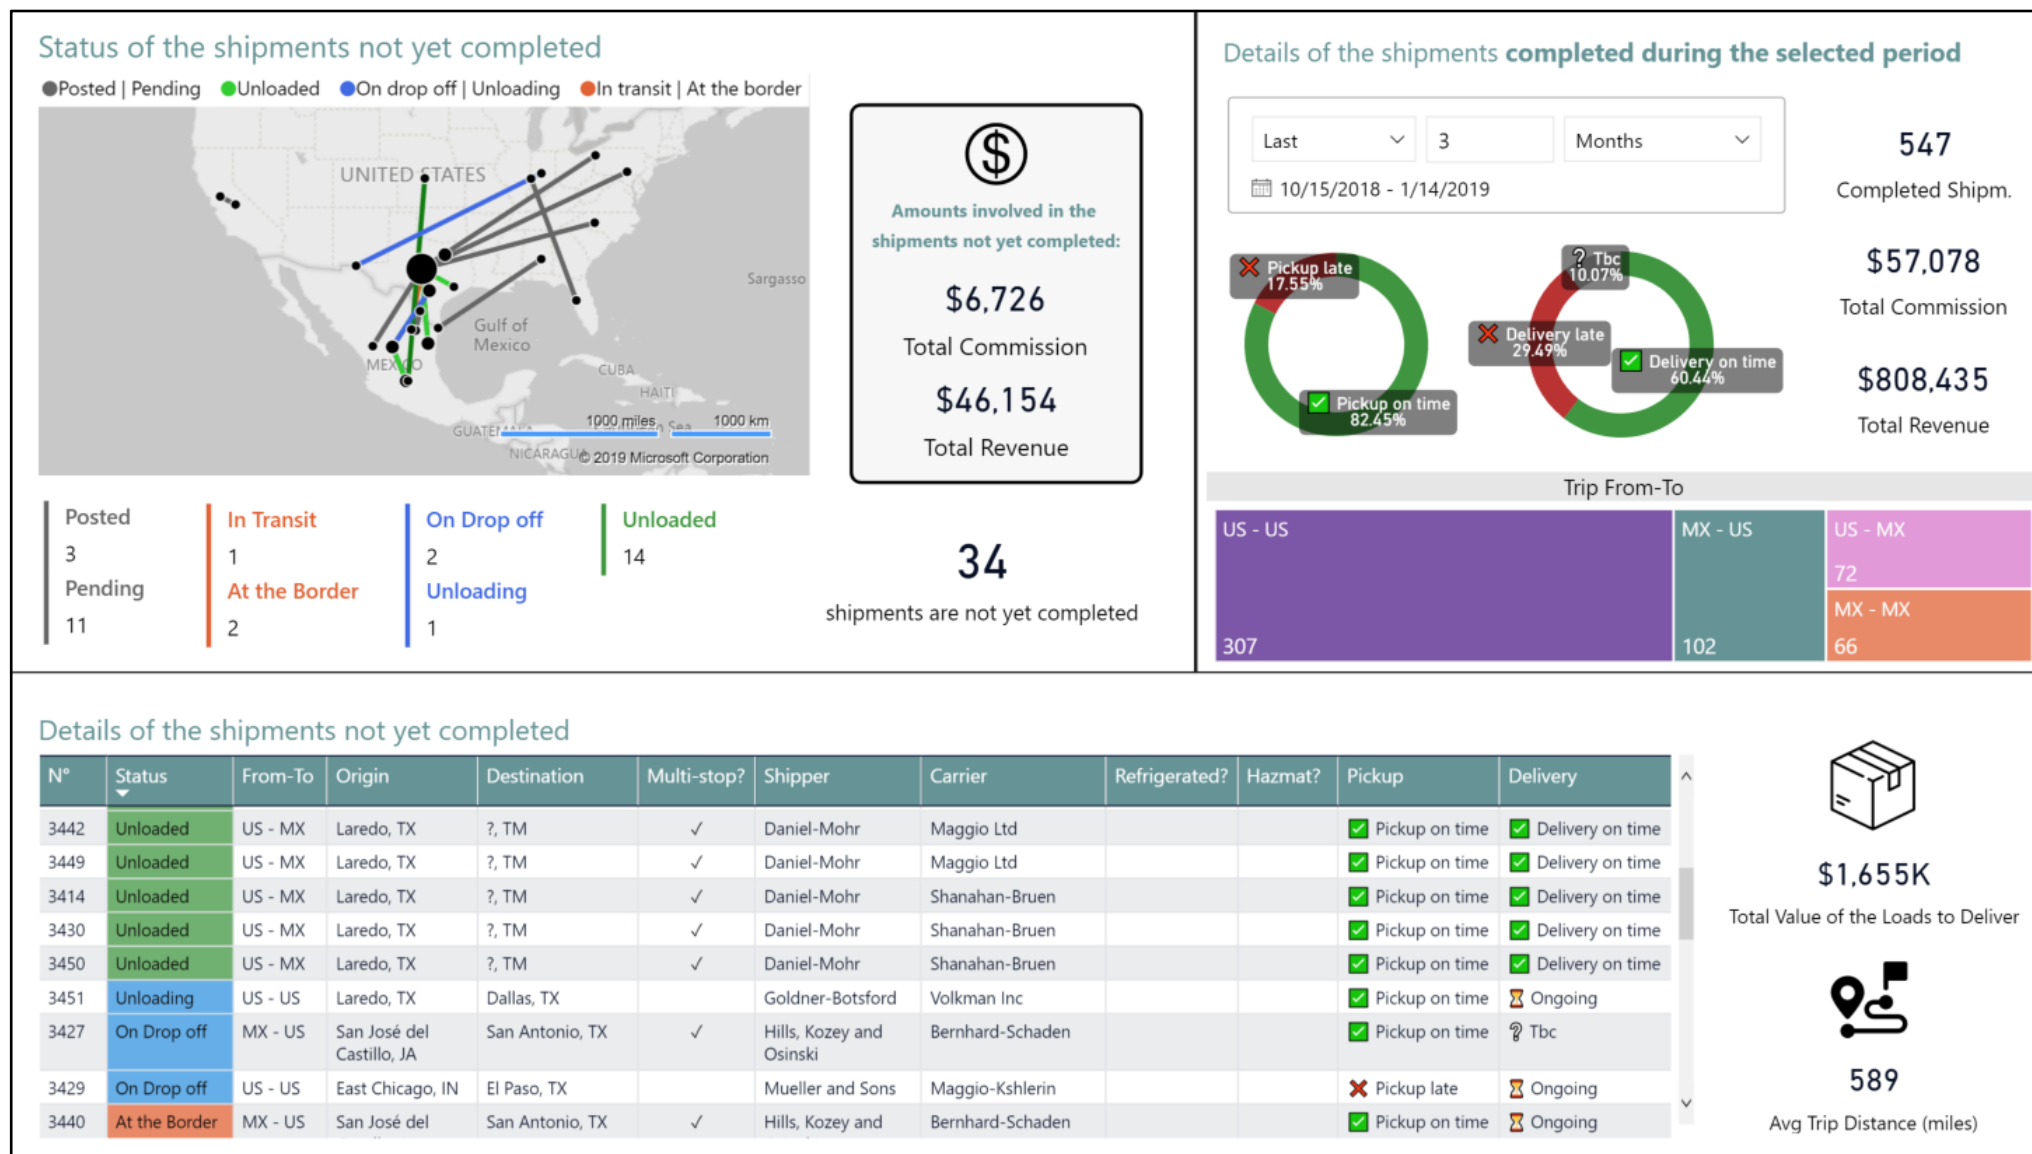 Status of the shipments not yet completed
Posted | Pending Unloaded On drop off | Unloading In transit | At the border
UNITED STATES
Sargasso
Gulf of
Mexico
MEXICO
CUBA
HAITI
1000 miles 1000 km
© 2019 Microsoft Corporation
Amounts involved in the
shipments not yet completed:
$6,726
Total Commission
$46,154
Total Revenue
Posted
3
Pending
11
In Transit
1
At the Border
2
On Drop off
2
Unloading
1
Unloaded
14
34
shipments are not yet completed
Details of the shipments completed during the selected period
Last 3 Months
10/15/2018 - 1/14/2019
547
Completed Shipm.
$57,078
Total Commission
$808,435
Total Revenue
Pickup late
17.55%
Pickup on time
82.45%
? Tbc
10.07%
Delivery late
29.49%
Delivery on time
60.44%
Trip From-To
US - US
307
MX - US
102
US - MX
72
MX - MX
66
Details of the shipments not yet completed
N° Status From-To Origin Destination Multi-stop? Shipper Carrier Refrigerated? Hazmat? Pickup Delivery
3442 Unloaded US - MX Laredo, TX ?, TM ✓ Daniel-Mohr Maggio Ltd ✅ Pickup on time ✅ Delivery on time
3449 Unloaded US - MX Laredo, TX ?, TM ✓ Daniel-Mohr Maggio Ltd ✅ Pickup on time ✅ Delivery on time
3414 Unloaded US - MX Laredo, TX ?, TM ✓ Daniel-Mohr Shanahan-Bruen ✅ Pickup on time ✅ Delivery on time
3430 Unloaded US - MX Laredo, TX ?, TM ✓ Daniel-Mohr Shanahan-Bruen ✅ Pickup on time ✅ Delivery on time
3450 Unloaded US - MX Laredo, TX ?, TM ✓ Daniel-Mohr Shanahan-Bruen ✅ Pickup on time ✅ Delivery on time
3451 Unloading US - US Laredo, TX Dallas, TX Goldner-Botsford Volkman Inc ✅ Pickup on time ⌛ Ongoing
3427 On Drop off MX - US San José del San Antonio, TX ✓ Hills, Kozey and Bernhard-Schaden ✅ Pickup on time ? Tbc
Castillo, JA Osinski
3429 On Drop off US - US East Chicago, IN El Paso, TX Mueller and Sons Maggio-Kshlerin ❌ Pickup late ⌛ Ongoing
3440 At the Border MX - US San José del San Antonio, TX ✓ Hills, Kozey and Bernhard-Schaden ✅ Pickup on time ⌛ Ongoing
$1,655K
Total Value of the Loads to Deliver
589
Avg Trip Distance (miles)